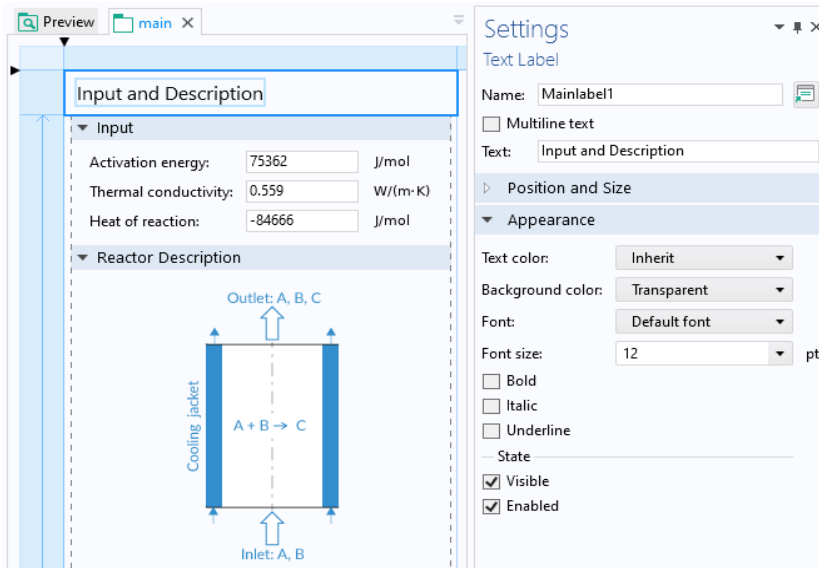 Preview
main
Input and Description
Input
Activation energy: 75362 J/mol
Thermal conductivity: 0.559 W/(m·K)
Heat of reaction: -84666 J/mol
Reactor Description
Outlet: A, B, C
Cooling jacket
A + B → C
Inlet: A, B
Settings
Text Label
Name: Mainlabel1
Multiline text
Text: Input and Description
Position and Size
Appearance
Text color: Inherit
Background color: Transparent
Font: Default font
Font size: 12 pt
Bold
Italic
Underline
State
Visible
Enabled